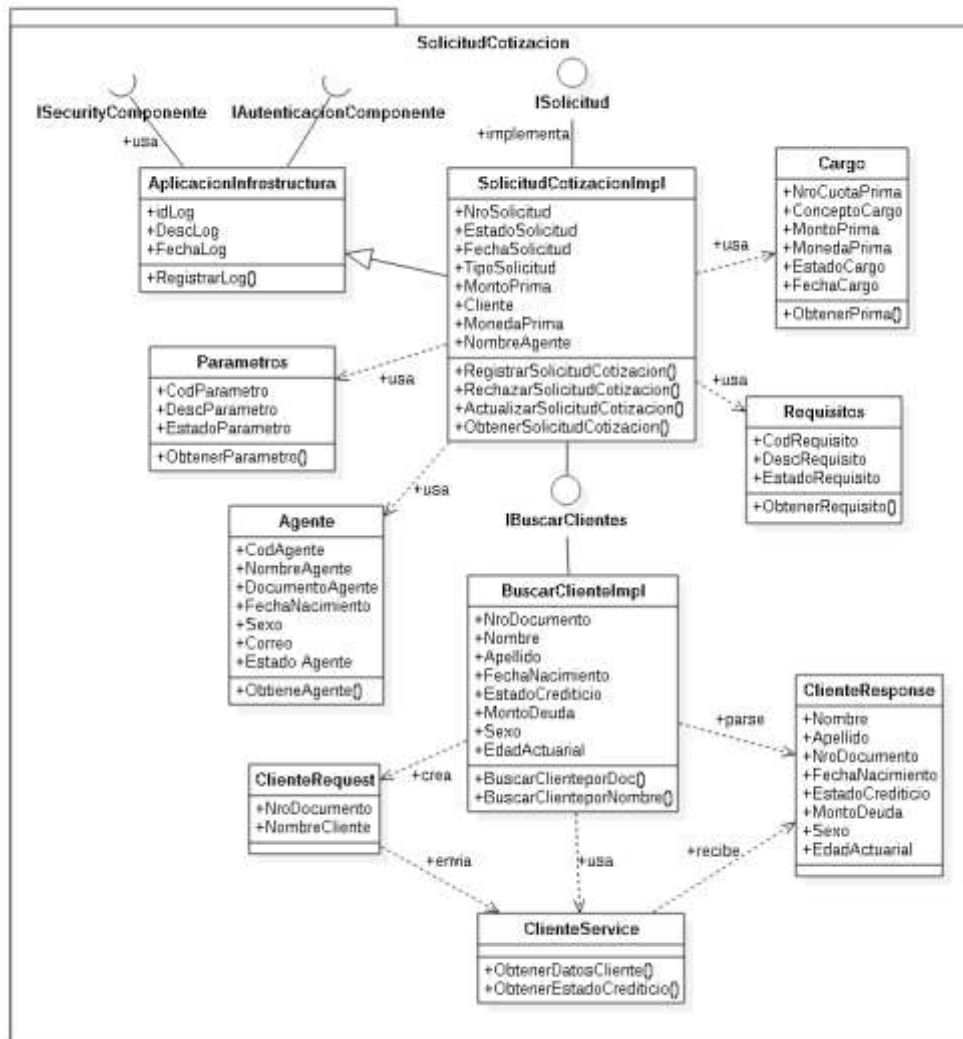 SolicitudCotizacion
ISecurityComponente
IAutenticacionComponente
ISolicitud
+usa
+implementa
AplicacionInfrostructura
+idLog
+DescLog
+FechaLog
+RegistrarLog()
SolicitudCotizacionImpl
+NroSolicitud
+EstadoSolicitud
+FechaSolicitud
+TipoSolicitud
+MontoPrima
+Cliente
+MonedaPrima
+NombreAgente
+RegistrarSolicitudCotizacion()
+RechazarSolicitudCotizacion()
+ActualizarSolicitudCotizacion()
+ObtenerSolicitudCotizacion()
+usa
Cargo
+NroCuotaPrima
+ConceptoCargo
+MontoPrima
+MonedaPrima
+EstadoCargo
+FechaCargo
+ObtenerPrima()
Parametros
+CodParametro
+DescParametro
+EstadoParametro
+ObtenerParametro()
+usa
+usa
Requisitos
+CodRequisito
+DescRequisito
+EstadoRequisito
+ObtenerRequisito()
+usa
IBuscarClientes
Agente
+CodAgente
+NombreAgente
+DocumentoAgente
+FechaNacimiento
+Sexo
+Correo
+Estado Agente
+ObtieneAgente()
BuscarClienteImpl
+NroDocumento
+Nombre
+Apellido
+FechaNacimiento
+EstadoCrediticio
+MontoDeuda
+Sexo
+EdadActuarial
+BuscarClienteporDoc()
+BuscarClienteporNombre()
+parse
ClienteResponse
+Nombre
+Apellido
+NroDocumento
+FechaNacimiento
+EstadoCrediticio
+MontoDeuda
+Sexo
+EdadActuarial
ClienteRequest
+NroDocumento
+NombreCliente
+crea
+envia
+usa
+recibe
ClienteService
+ObtenerDatosCliente()
+ObtenerEstadoCrediticio()